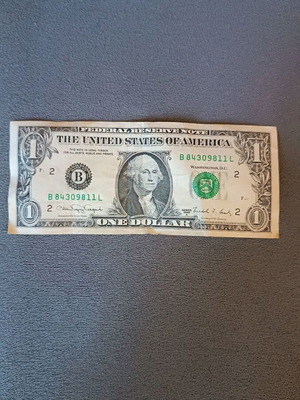 FEDERAL RESERVE NOTE
THE UNITED STATES OF AMERICA
1
1
THIS NOTE IS LEGAL TENDER
FOR ALL DEBTS, PUBLIC AND PRIVATE
B 84309811 L
WASHINGTON, D.C.
2
2
B
B 84309811 L
2
2
1
ONE DOLLAR
1